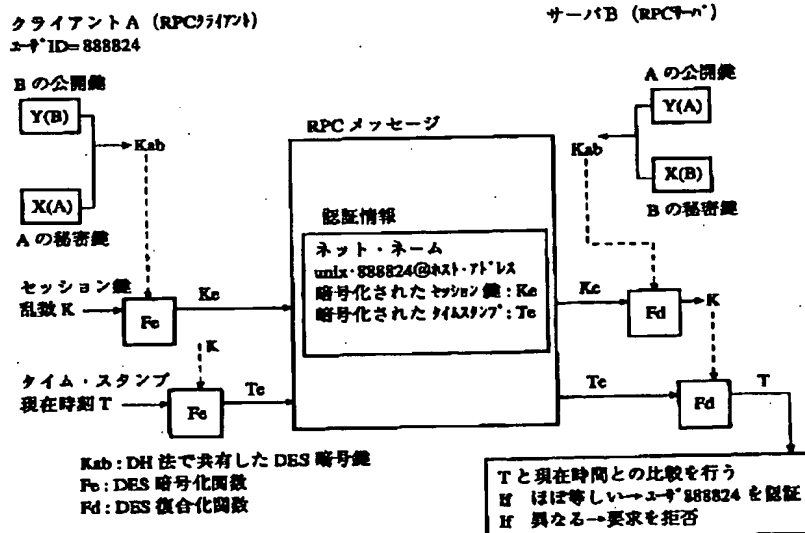 クライアントA (RPCクライアント)
ユーザID=888824
サーバB (RPCサーバ)
Bの公開鍵
Y(B)
Kab
X(A)
Aの秘密鍵
Aの公開鍵
Y(A)
Kab
X(B)
Bの秘密鍵
RPCメッセージ
認証情報
ネット・ネーム
unix・888824@ホスト・アドレス
暗号化されたセッション鍵:Ke
暗号化されたタイムスタンプ:Te
セッション鍵
乱数K
Fe
Ke
Ke
Fd
K
K
タイム・スタンプ
現在時刻T
Fe
Te
Te
Fd
T
Kab:DH法で共有したDES暗号鍵
Fe:DES暗号化関数
Fd:DES復合化関数
Tと現在時間との比較を行う
If ほぼ等しい→ユーザ888824を認証
If 異なる→要求を拒否